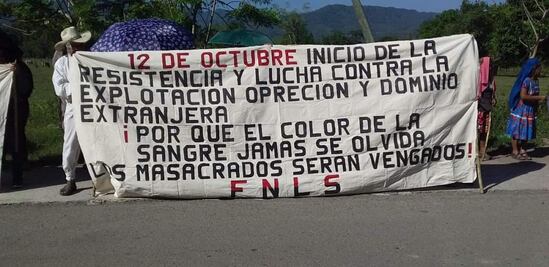 12 DE OCTUBRE INICIO DE LA
RESISTENCIA Y LUCHA CONTRA LA
EXPLOTACION OPRECION Y DOMINIO
EXTRANJERA
¡POR QUE EL COLOR DE LA
SANGRE JAMAS SE OLVIDA
LOS MASACRADOS SERAN VENGADOS!
FNLS